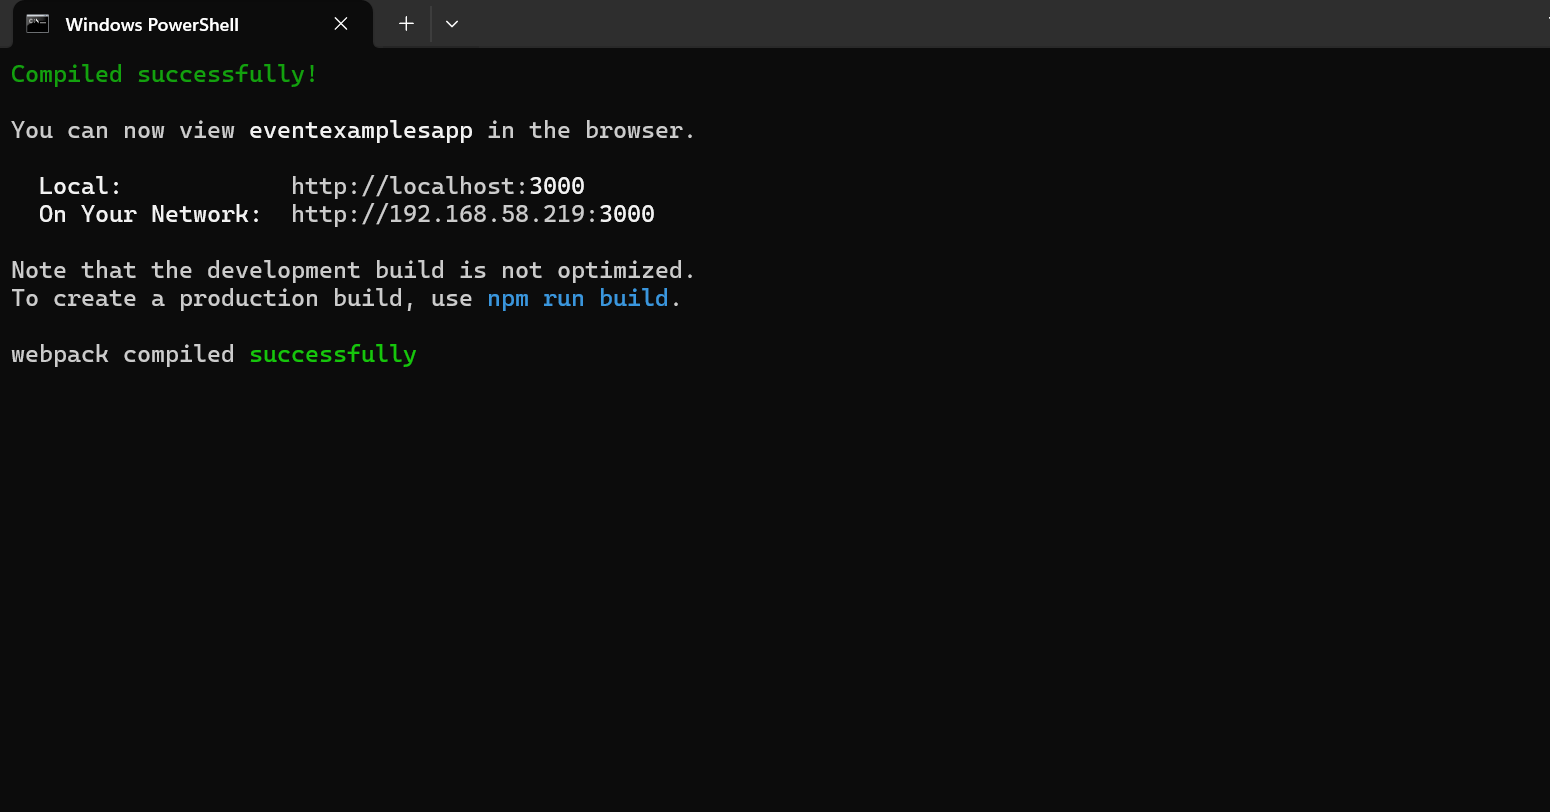 Windows PowerShell
Compiled successfully!
You can now view eventexamplesapp in the browser.
Local: http://localhost:3000
On Your Network: http://192.168.58.219:3000
Note that the development build is not optimized.
To create a production build, use npm run build.
webpack compiled successfully